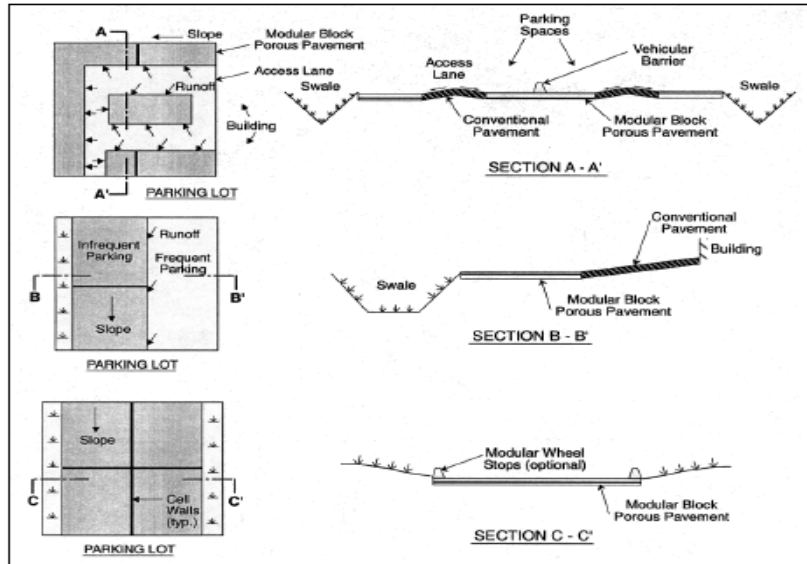 A
Slope
Modular Block
Porous Pavement
Access Lane
Runoff
Building
A'
PARKING LOT
Parking
Spaces
Vehicular
Barrier
Access
Lane
Swale
Swale
Conventional
Pavement
Modular Block
Porous Pavement
SECTION A - A'
Runoff
Infrequent
Parking
Frequent
Parking
B
B'
Slope
PARKING LOT
Conventional
Pavement
Building
Swale
Modular Block
Porous Pavement
SECTION B - B'
Slope
C
C'
Cell
Walls
(typ.)
PARKING LOT
Modular Wheel
Stops (optional)
Modular Block
Porous Pavement
SECTION C - C'